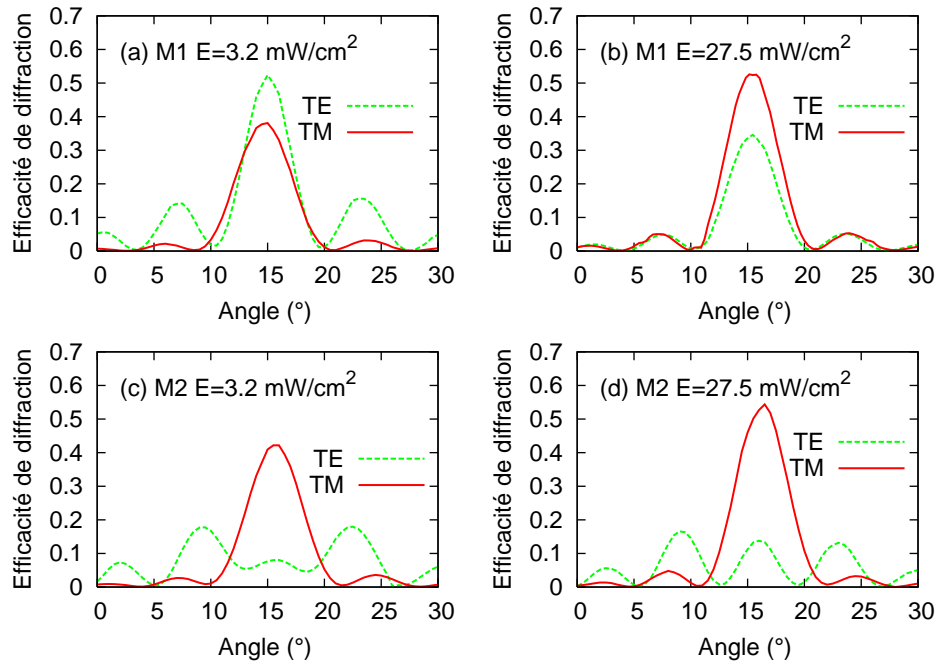 Efficacité de diffraction
0.7
0.6
0.5
0.4
0.3
0.2
0.1
0
(a) M1 E=3.2 mW/cm²
TE
TM
0 5 10 15 20 25 30
Angle (°)
Efficacité de diffraction
0.7
0.6
0.5
0.4
0.3
0.2
0.1
0
(b) M1 E=27.5 mW/cm²
TE
TM
0 5 10 15 20 25 30
Angle (°)
Efficacité de diffraction
0.7
0.6
0.5
0.4
0.3
0.2
0.1
0
(c) M2 E=3.2 mW/cm²
TE
TM
0 5 10 15 20 25 30
Angle (°)
Efficacité de diffraction
0.7
0.6
0.5
0.4
0.3
0.2
0.1
0
(d) M2 E=27.5 mW/cm²
TE
TM
0 5 10 15 20 25 30
Angle (°)